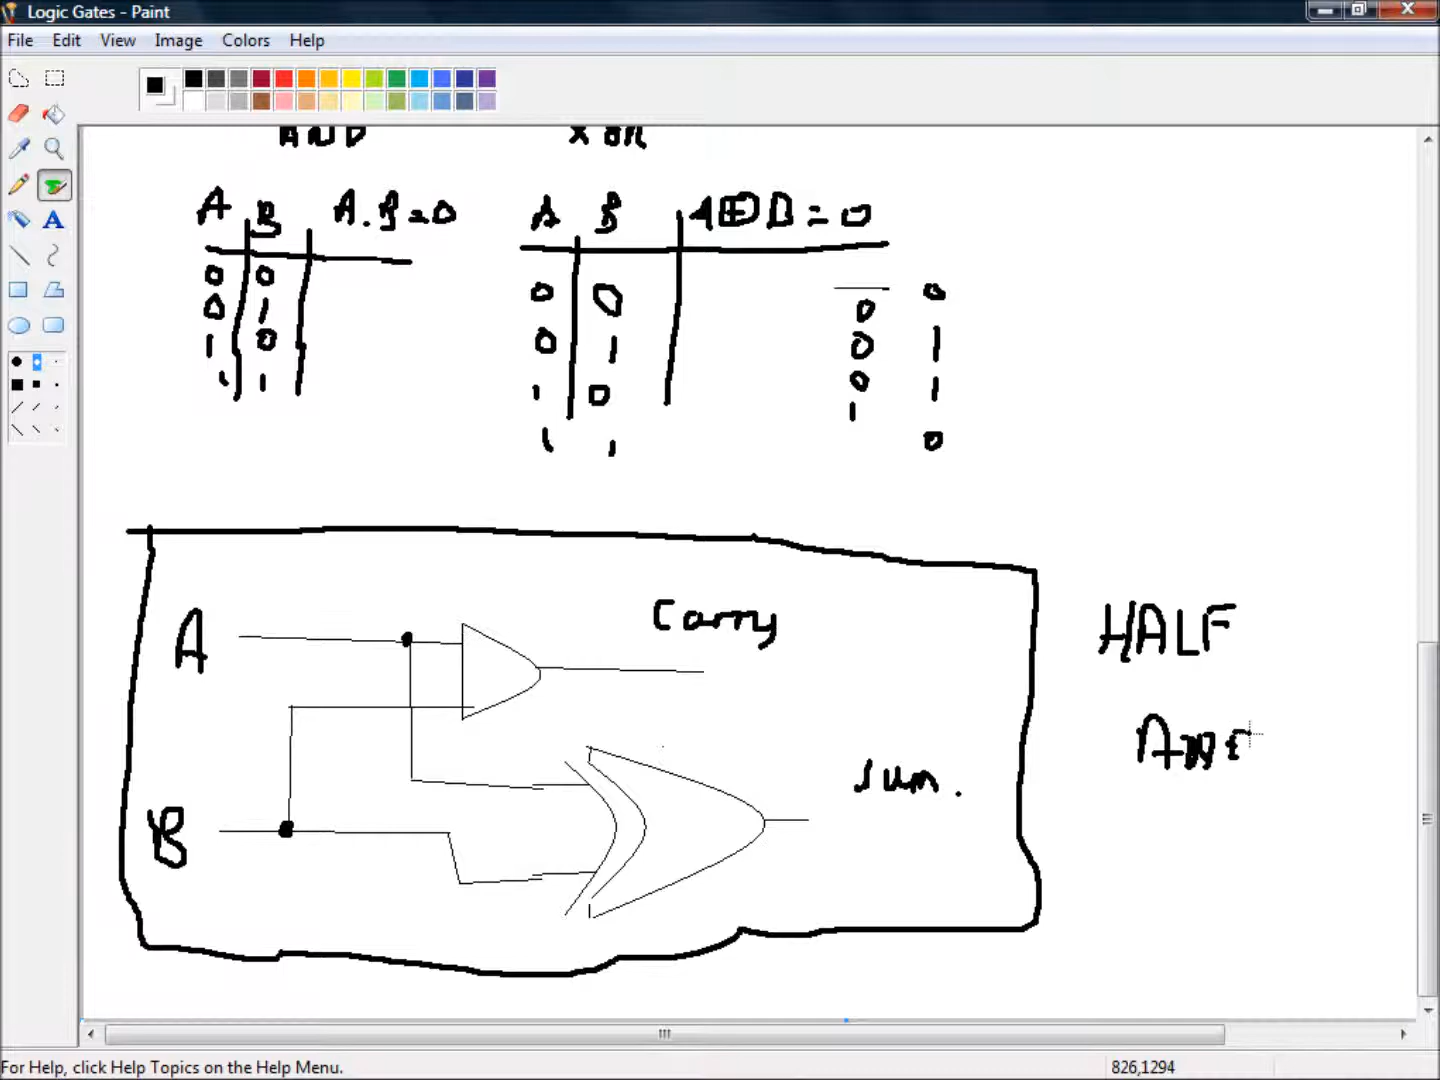 Logic Gates - Paint
File Edit View Image Colors Help
AND XOR
A B A.B=0 A B A⊕B=0
0 0 0 0 0 0
0 1 0 1 0 1
1 0 1 0 0 1
1 1 1 1 1 0
Carry
A
HALF
ADDE
sum.
B
For Help, click Help Topics on the Help Menu. 826,1294